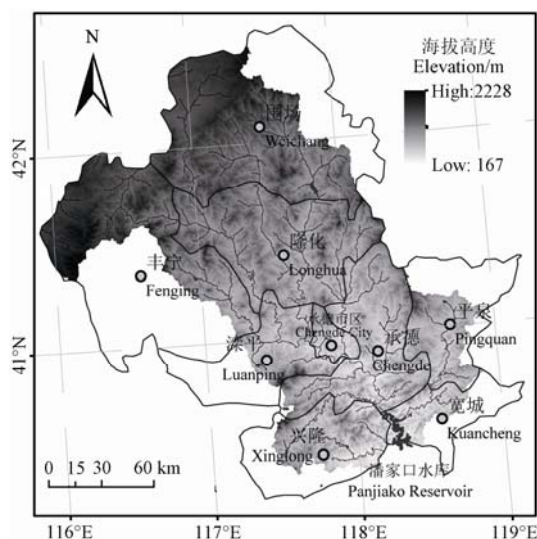 N
海拔高度
Elevation/m
High:2228
Low: 167
围场
Weichang
42°N
隆化
Longhua
丰宁
Fenging
平泉
Pingquan
承德市区
Chengde City
承德
Chengde
41°N
滦平
Luanping
宽城
Kuancheng
兴隆
Xinglong
潘家口水库
Panjiako Reservoir
0 15 30 60 km
116°E 117°E 118°E 119°E